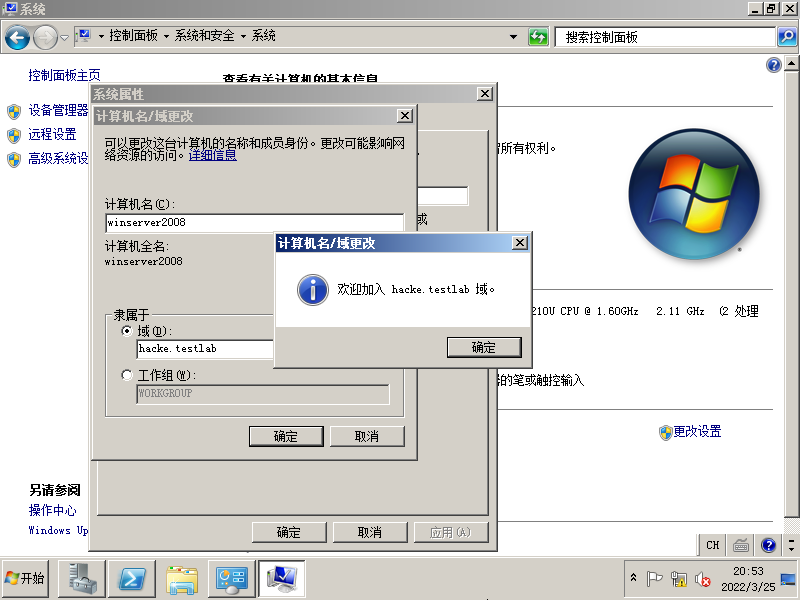 系统
控制面板 系统和安全 系统
搜索控制面板
控制面板主页
设备管理器
远程设置
高级系统设
查看有关计算机的基本信息
系统属性
计算机名/域更改
可以更改这台计算机的名称和成员身份。更改可能影响网
络资源的访问。详细信息
计算机名(C):
winserver2008
计算机全名:
winserver2008
隶属于
域(D):
hacke.testlab
工作组(W):
WORKGROUP
确定 取消
或
确定 取消 应用(A)
计算机名/域更改
欢迎加入 hacke.testlab 域。
确定
所有权利。
210U CPU @ 1.60GHz 2.11 GHz (2 处理
的笔或触控输入
更改设置
另请参阅
操作中心
Windows Up
CH
开始
20:53
2022/3/25